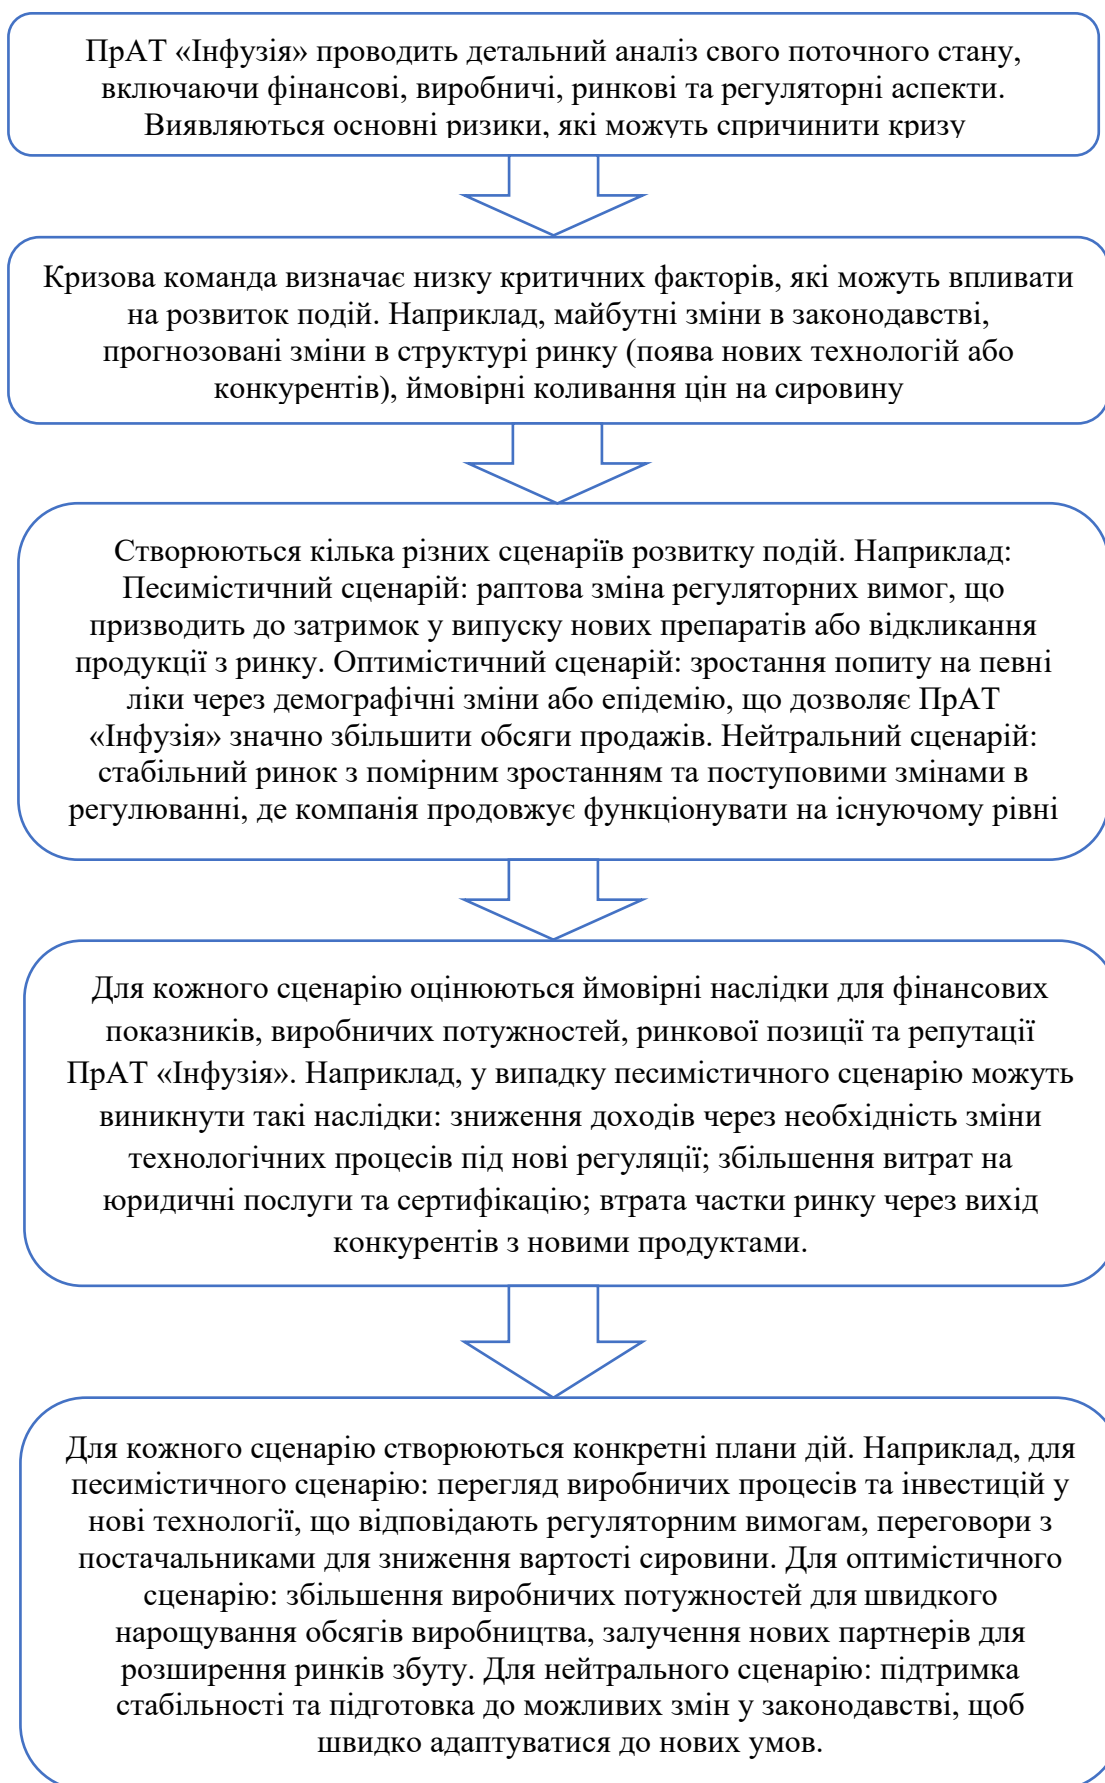 ПрАТ «Інфузія» проводить детальний аналіз свого поточного стану,
включаючи фінансові, виробничі, ринкові та регуляторні аспекти.
Виявляються основні ризики, які можуть спричинити кризу
Кризова команда визначає низку критичних факторів, які можуть впливати
на розвиток подій. Наприклад, майбутні зміни в законодавстві,
прогнозовані зміни в структурі ринку (поява нових технологій або
конкурентів), ймовірні коливання цін на сировину
Створюються кілька різних сценаріїв розвитку подій. Наприклад:
Песимістичний сценарій: раптова зміна регуляторних вимог, що
призводить до затримок у випуску нових препаратів або відкликання
продукції з ринку. Оптимістичний сценарій: зростання попиту на певні
ліки через демографічні зміни або епідемію, що дозволяє ПрАТ
«Інфузія» значно збільшити обсяги продажів. Нейтральний сценарій:
стабільний ринок з помірним зростанням та поступовими змінами в
регулюванні, де компанія продовжує функціонувати на існуючому рівні
Для кожного сценарію оцінюються ймовірні наслідки для фінансових
показників, виробничих потужностей, ринкової позиції та репутації
ПрАТ «Інфузія». Наприклад, у випадку песимістичного сценарію можуть
виникнути такі наслідки: зниження доходів через необхідність зміни
технологічних процесів під нові регуляції; збільшення витрат на
юридичні послуги та сертифікацію; втрата частки ринку через вихід
конкурентів з новими продуктами.
Для кожного сценарію створюються конкретні плани дій. Наприклад, для
песимістичного сценарію: перегляд виробничих процесів та інвестицій у
нові технології, що відповідають регуляторним вимогам, переговори з
постачальниками для зниження вартості сировини. Для оптимістичного
сценарію: збільшення виробничих потужностей для швидкого
нарощування обсягів виробництва, залучення нових партнерів для
розширення ринків збуту. Для нейтрального сценарію: підтримка
стабільності та підготовка до можливих змін у законодавстві, щоб
швидко адаптуватися до нових умов.